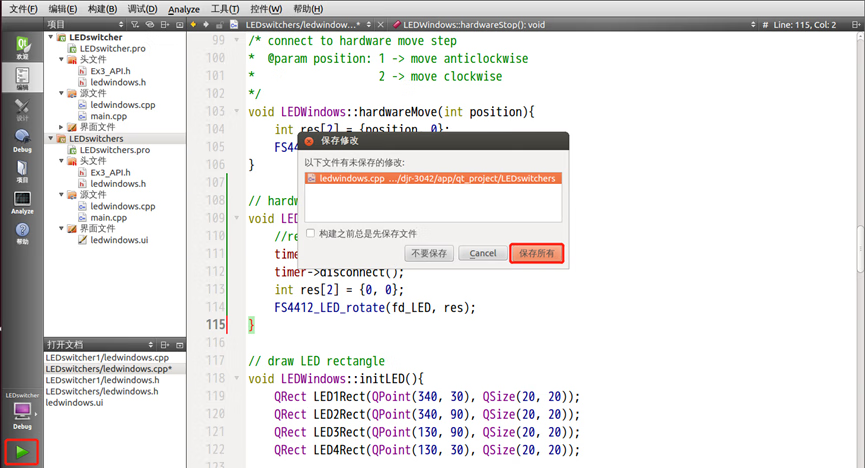 文件(F) 编辑(E) 构建(B) 调试(D) Analyze 工具(T) 控件(W) 帮助(H)
项目
LEDswitchers/ledwindow...*
LEDWindows::hardwareStop(): void
# Line: 115, Col: 2
欢迎
编辑
设计
Debug
项目
Analyze
帮助
LEDswitcher
Debug
LEDswitcher
LEDswitcher.pro
头文件
Ex3_API.h
ledwindows.h
源文件
ledwindows.cpp
main.cpp
界面文件
LEDswitchers
LEDswitchers.pro
头文件
Ex3_API.h
ledwindows.h
源文件
ledwindows.cpp
main.cpp
界面文件
ledwindows.ui
打开文档
LEDswitcher1/ledwindows.cpp
LEDswitchers/ledwindows.cpp*
LEDswitcher1/ledwindows.h
LEDswitchers/ledwindows.h
ledwindows.ui
99 /* connect to hardware move step
100 * @param position: 1 -> move anticlockwise
101 * 2 -> move clockwise
102 */
103 void LEDWindows::hardwareMove(int position){
104 int res[2] = {position, 0};
105 FS44
106 }
107
108 // hardw
109 void LED
110 //re
111 time
112 timer->disconnect();
113 int res[2] = {0, 0};
114 FS4412_LED_rotate(fd_LED, res);
115 }
116
117 // draw LED rectangle
118 void LEDWindows::initLED(){
119 QRect LED1Rect(QPoint(340, 30), QSize(20, 20));
120 QRect LED2Rect(QPoint(340, 90), QSize(20, 20));
121 QRect LED3Rect(QPoint(130, 90), QSize(20, 20));
122 QRect LED4Rect(QPoint(130, 30), QSize(20, 20));
123
保存修改
以下文件有未保存的修改:
ledwindows.cpp .../djr-3042/app/qt_project/LEDswitchers
构建之前总是先保存文件
不要保存 Cancel 保存所有